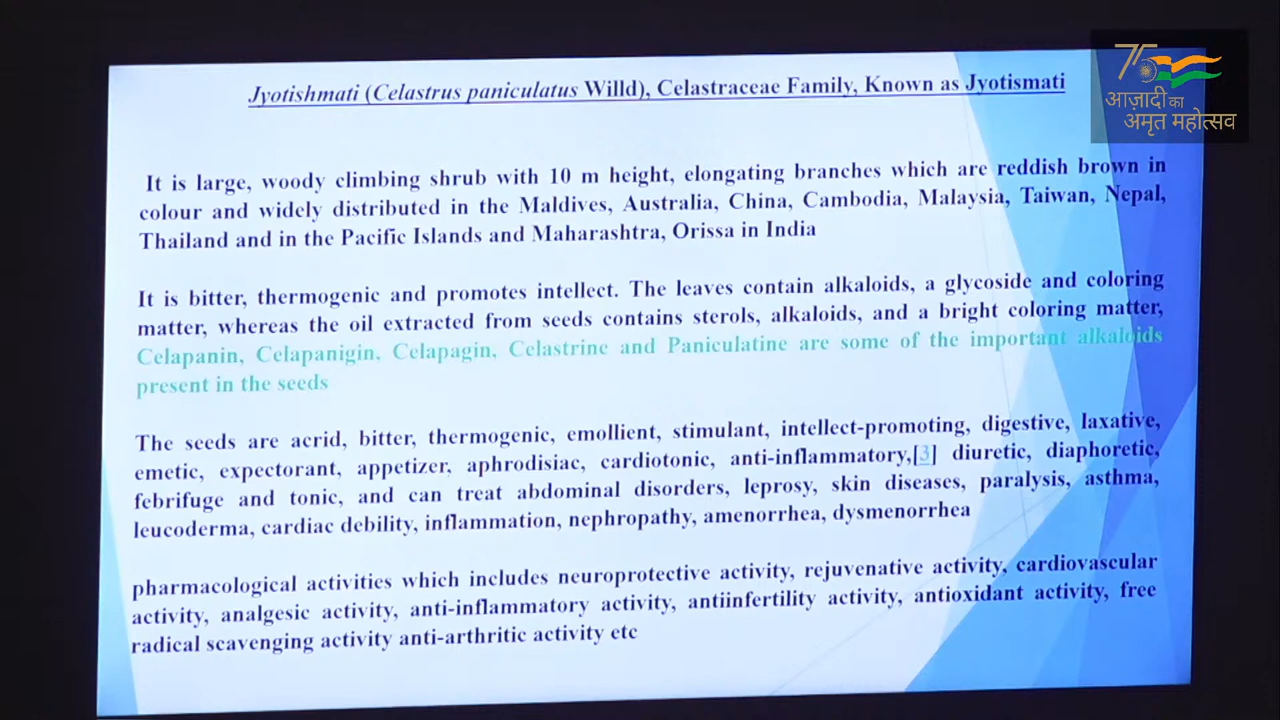 75
आज़ादी का
अमृत महोत्सव
Jyotishmati (Celastrus paniculatus Willd), Celastraceae Family, Known as Jyotismati
It is large, woody climbing shrub with 10 m height, elongating branches which are reddish brown in
colour and widely distributed in the Maldives, Australia, China, Cambodia, Malaysia, Taiwan, Nepal,
Thailand and in the Pacific Islands and Maharashtra, Orissa in India
It is bitter, thermogenic and promotes intellect. The leaves contain alkaloids, a glycoside and coloring
matter, whereas the oil extracted from seeds contains sterols, alkaloids, and a bright coloring matter,
Celapanin, Celapanigin, Celapagin, Celastrine and Paniculatine are some of the important alkaloids
present in the seeds
The seeds are acrid, bitter, thermogenic, emollient, stimulant, intellect-promoting, digestive, laxative,
emetic, expectorant, appetizer, aphrodisiac, cardiotonic, anti-inflammatory,[3] diuretic, diaphoretic,
febrifuge and tonic, and can treat abdominal disorders, leprosy, skin diseases, paralysis, asthma,
leucoderma, cardiac debility, inflammation, nephropathy, amenorrhea, dysmenorrhea
pharmacological activities which includes neuroprotective activity, rejuvenative activity, cardiovascular
activity, analgesic activity, anti-inflammatory activity, antiinfertility activity, antioxidant activity, free
radical scavenging activity anti-arthritic activity etc